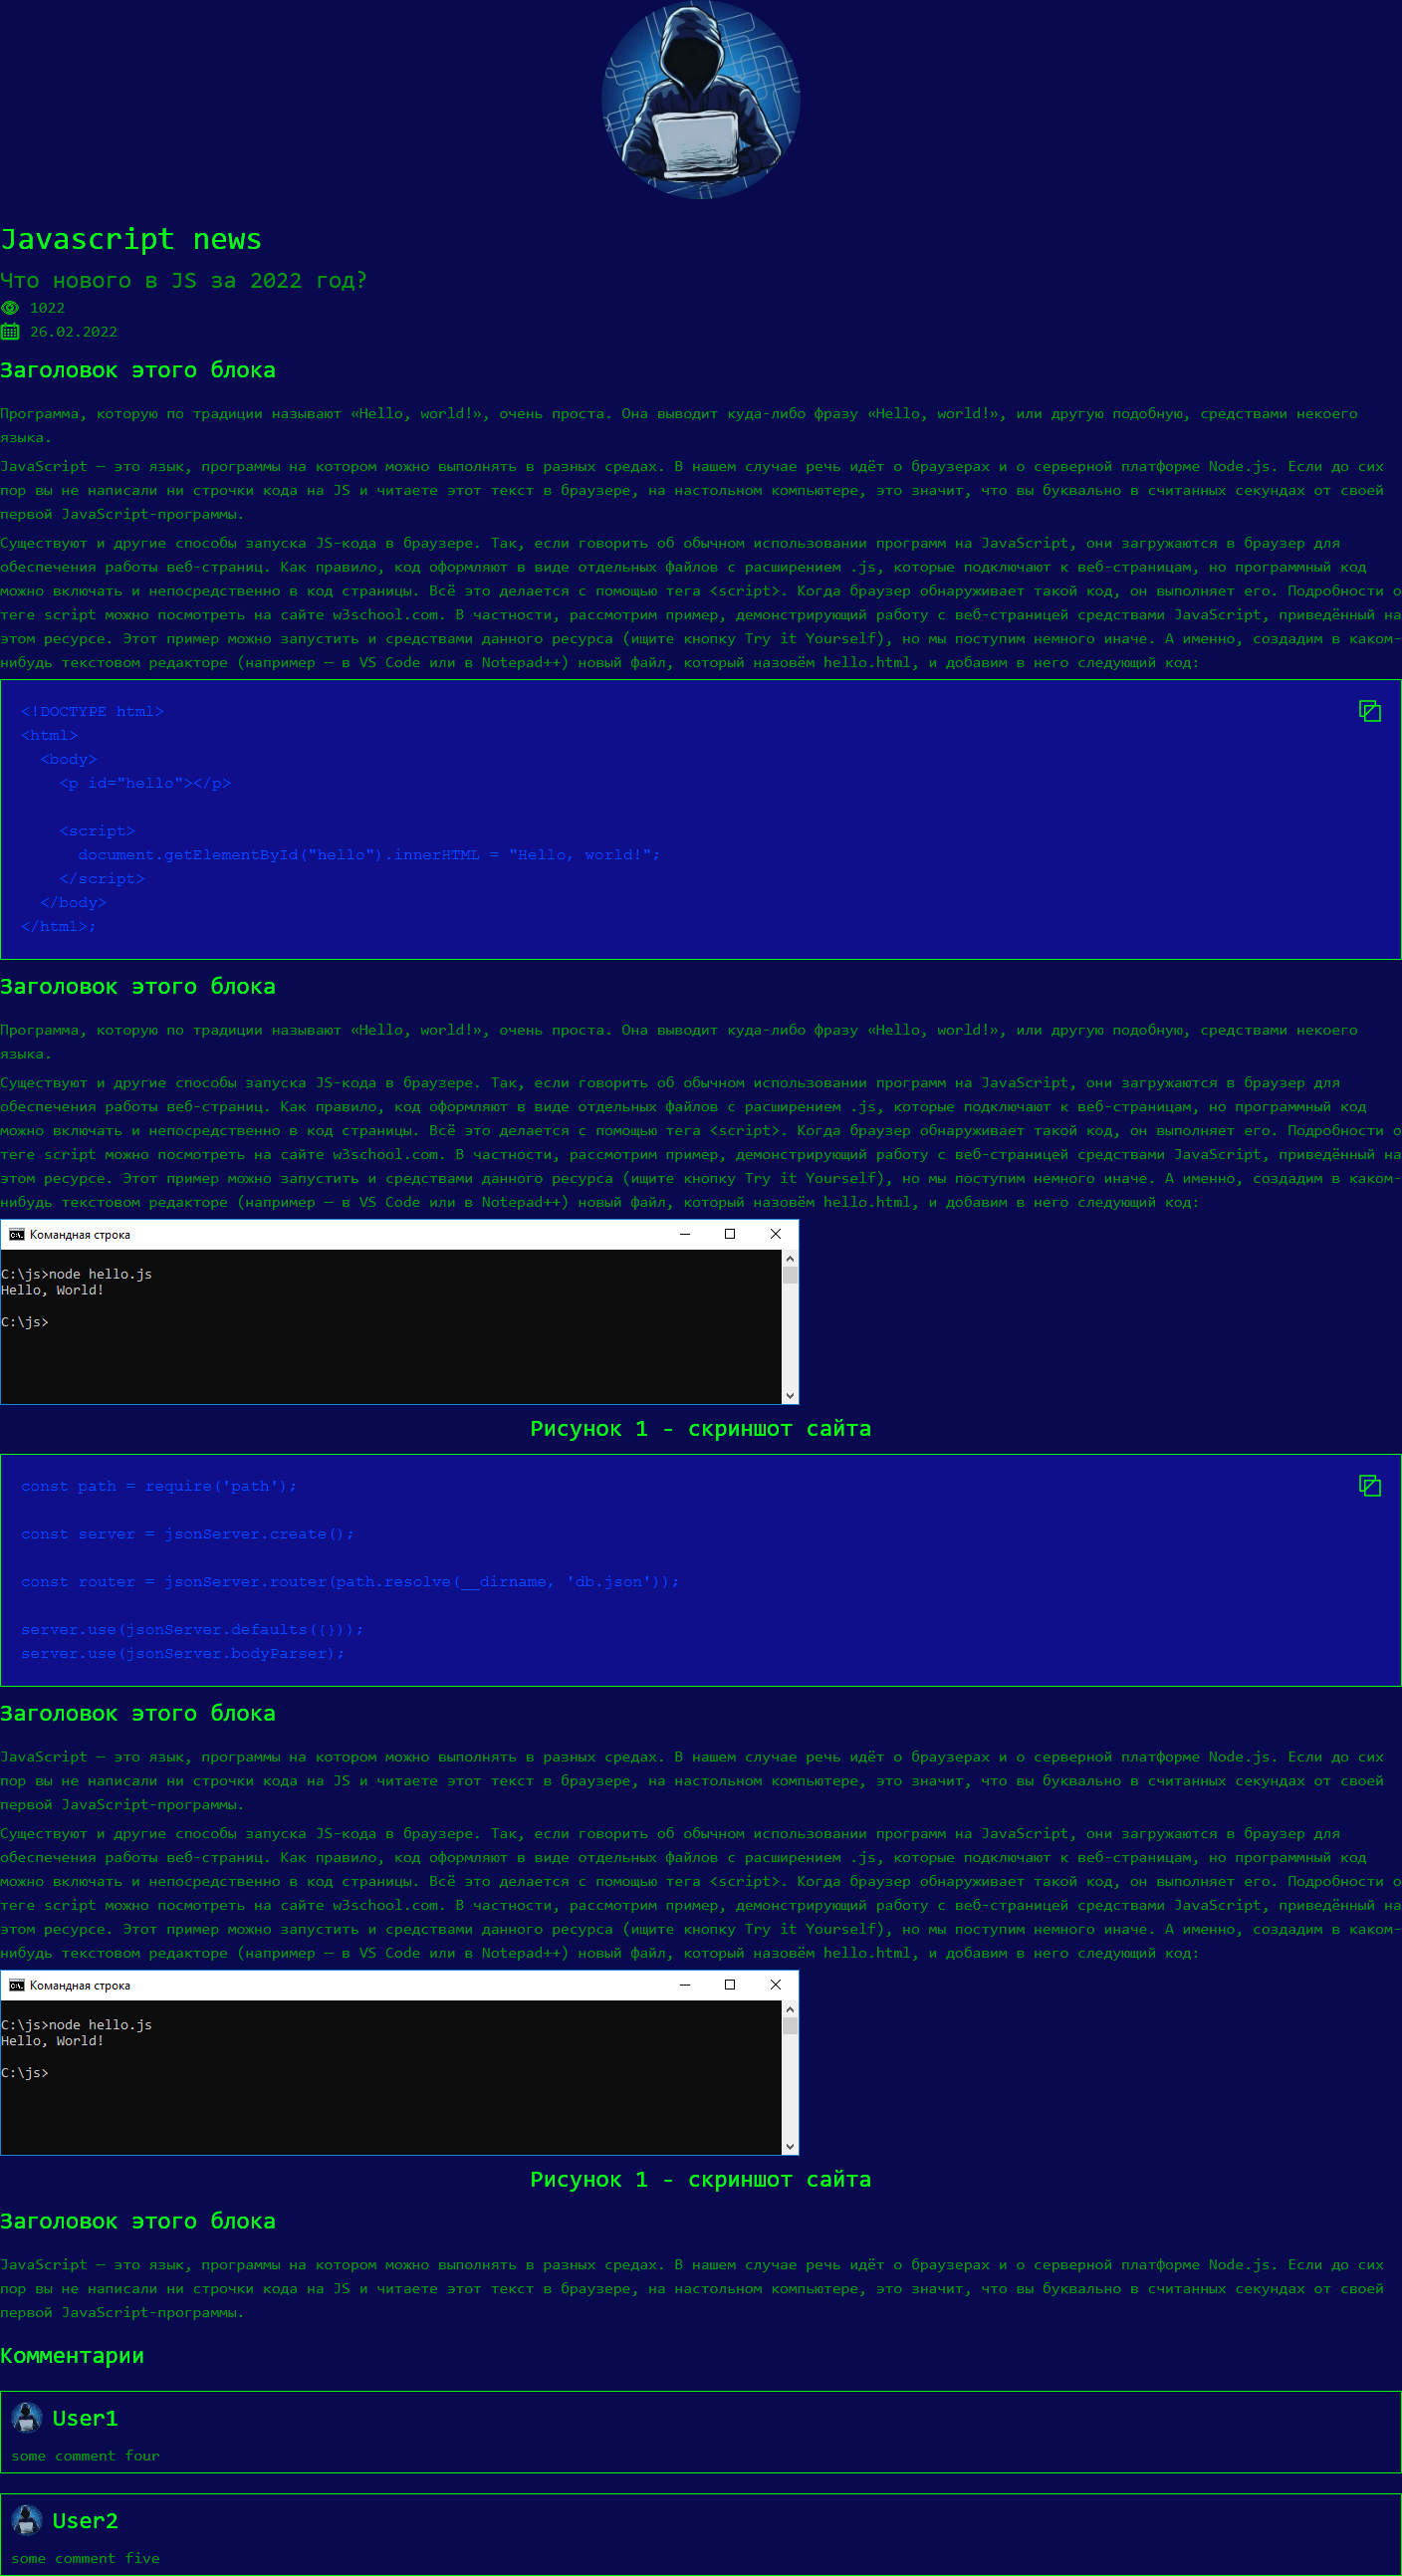 Javascript news
Что нового в JS за 2022 год?
1022
26.02.2022
Заголовок этого блока
Программа, которую по традиции называют «Hello, world!», очень проста. Она выводит куда-либо фразу «Hello, world!», или другую подобную, средствами некоего
языка.
JavaScript — это язык, программы на котором можно выполнять в разных средах. В нашем случае речь идёт о браузерах и о серверной платформе Node.js. Если до сих
пор вы не написали ни строчки кода на JS и читаете этот текст в браузере, на настольном компьютере, это значит, что вы буквально в считанных секундах от своей
первой JavaScript-программы.
Существуют и другие способы запуска JS-кода в браузере. Так, если говорить об обычном использовании программ на JavaScript, они загружаются в браузер для
обеспечения работы веб-страниц. Как правило, код оформляют в виде отдельных файлов с расширением .js, которые подключают к веб-страницам, но программный код
можно включать и непосредственно в код страницы. Всё это делается с помощью тега <script>. Когда браузер обнаруживает такой код, он выполняет его. Подробности о
теге script можно посмотреть на сайте w3school.com. В частности, рассмотрим пример, демонстрирующий работу с веб-страницей средствами JavaScript, приведённый на
этом ресурсе. Этот пример можно запустить и средствами данного ресурса (ищите кнопку Try it Yourself), но мы поступим немного иначе. А именно, создадим в каком-
нибудь текстовом редакторе (например — в VS Code или в Notepad++) новый файл, который назовём hello.html, и добавим в него следующий код:
<!DOCTYPE html>
<html>
  <body>
    <p id="hello"></p>
    <script>
      document.getElementById("hello").innerHTML = "Hello, world!";
    </script>
  </body>
</html>;
Заголовок этого блока
Программа, которую по традиции называют «Hello, world!», очень проста. Она выводит куда-либо фразу «Hello, world!», или другую подобную, средствами некоего
языка.
Существуют и другие способы запуска JS-кода в браузере. Так, если говорить об обычном использовании программ на JavaScript, они загружаются в браузер для
обеспечения работы веб-страниц. Как правило, код оформляют в виде отдельных файлов с расширением .js, которые подключают к веб-страницам, но программный код
можно включать и непосредственно в код страницы. Всё это делается с помощью тега <script>. Когда браузер обнаруживает такой код, он выполняет его. Подробности о
теге script можно посмотреть на сайте w3school.com. В частности, рассмотрим пример, демонстрирующий работу с веб-страницей средствами JavaScript, приведённый на
этом ресурсе. Этот пример можно запустить и средствами данного ресурса (ищите кнопку Try it Yourself), но мы поступим немного иначе. А именно, создадим в каком-
нибудь текстовом редакторе (например — в VS Code или в Notepad++) новый файл, который назовём hello.html, и добавим в него следующий код:
Командная строка
C:\js>node hello.js
Hello, World!
C:\js>
Рисунок 1 - скриншот сайта
const path = require('path');
const server = jsonServer.create();
const router = jsonServer.router(path.resolve(__dirname, 'db.json'));
server.use(jsonServer.defaults({}));
server.use(jsonServer.bodyParser);
Заголовок этого блока
JavaScript — это язык, программы на котором можно выполнять в разных средах. В нашем случае речь идёт о браузерах и о серверной платформе Node.js. Если до сих
пор вы не написали ни строчки кода на JS и читаете этот текст в браузере, на настольном компьютере, это значит, что вы буквально в считанных секундах от своей
первой JavaScript-программы.
Существуют и другие способы запуска JS-кода в браузере. Так, если говорить об обычном использовании программ на JavaScript, они загружаются в браузер для
обеспечения работы веб-страниц. Как правило, код оформляют в виде отдельных файлов с расширением .js, которые подключают к веб-страницам, но программный код
можно включать и непосредственно в код страницы. Всё это делается с помощью тега <script>. Когда браузер обнаруживает такой код, он выполняет его. Подробности о
теге script можно посмотреть на сайте w3school.com. В частности, рассмотрим пример, демонстрирующий работу с веб-страницей средствами JavaScript, приведённый на
этом ресурсе. Этот пример можно запустить и средствами данного ресурса (ищите кнопку Try it Yourself), но мы поступим немного иначе. А именно, создадим в каком-
нибудь текстовом редакторе (например — в VS Code или в Notepad++) новый файл, который назовём hello.html, и добавим в него следующий код:
Командная строка
C:\js>node hello.js
Hello, World!
C:\js>
Рисунок 1 - скриншот сайта
Заголовок этого блока
JavaScript — это язык, программы на котором можно выполнять в разных средах. В нашем случае речь идёт о браузерах и о серверной платформе Node.js. Если до сих
пор вы не написали ни строчки кода на JS и читаете этот текст в браузере, на настольном компьютере, это значит, что вы буквально в считанных секундах от своей
первой JavaScript-программы.
Комментарии
User1
some comment four
User2
some comment five